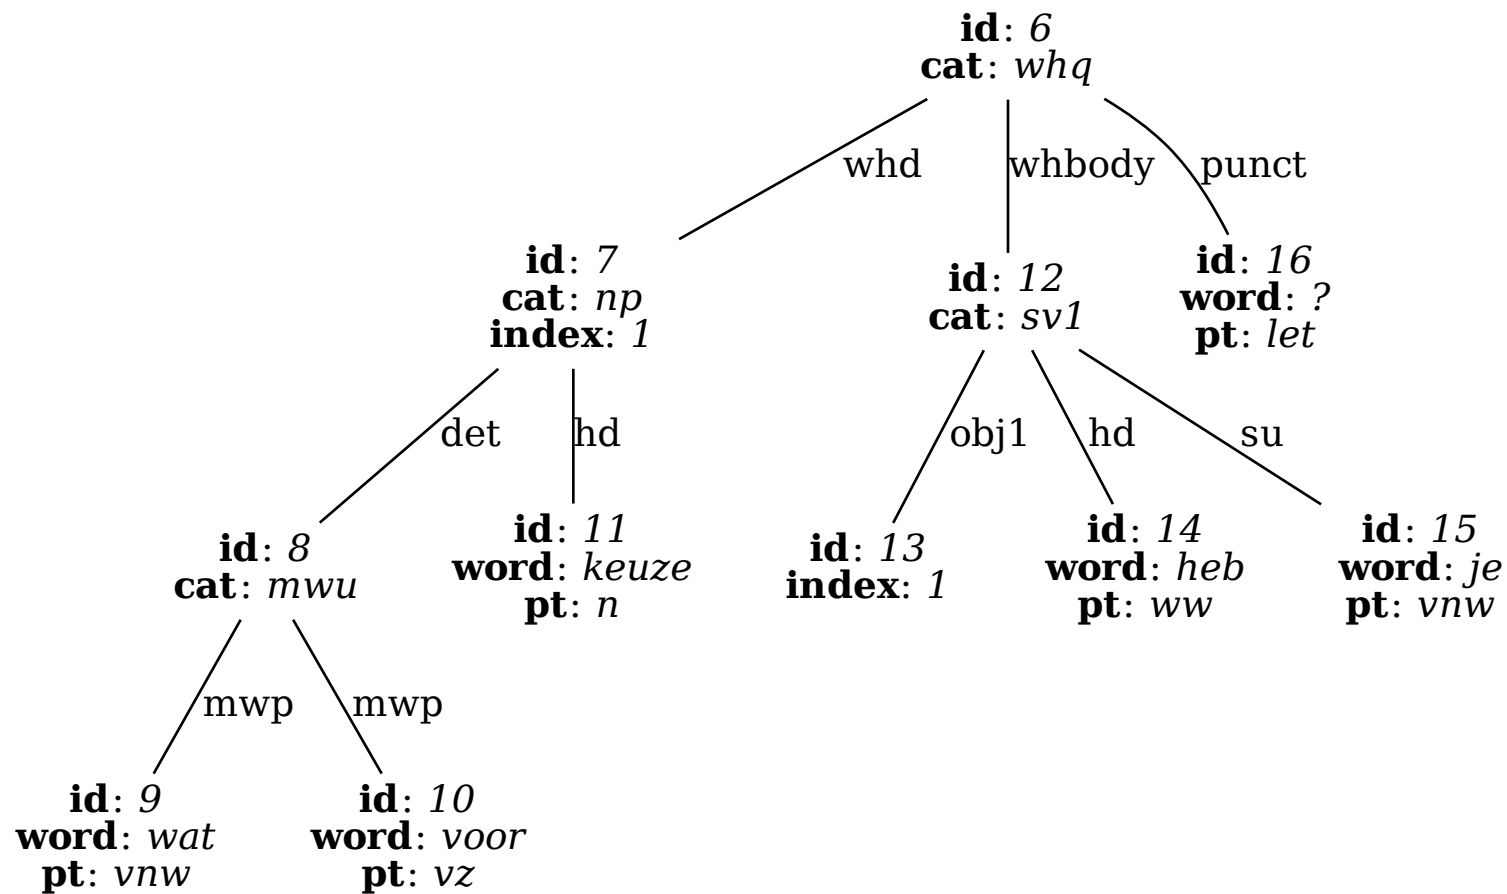 id: 6
cat: whq
whd
whbody
punct
id: 7
cat: np
index: 1
id: 12
cat: sv1
id: 16
word: ?
pt: let
det
hd
obj1
hd
su
id: 8
cat: mwu
id: 11
word: keuze
pt: n
id: 13
index: 1
id: 14
word: heb
pt: ww
id: 15
word: je
pt: vnw
mwp
mwp
id: 9
word: wat
pt: vnw
id: 10
word: voor
pt: vz